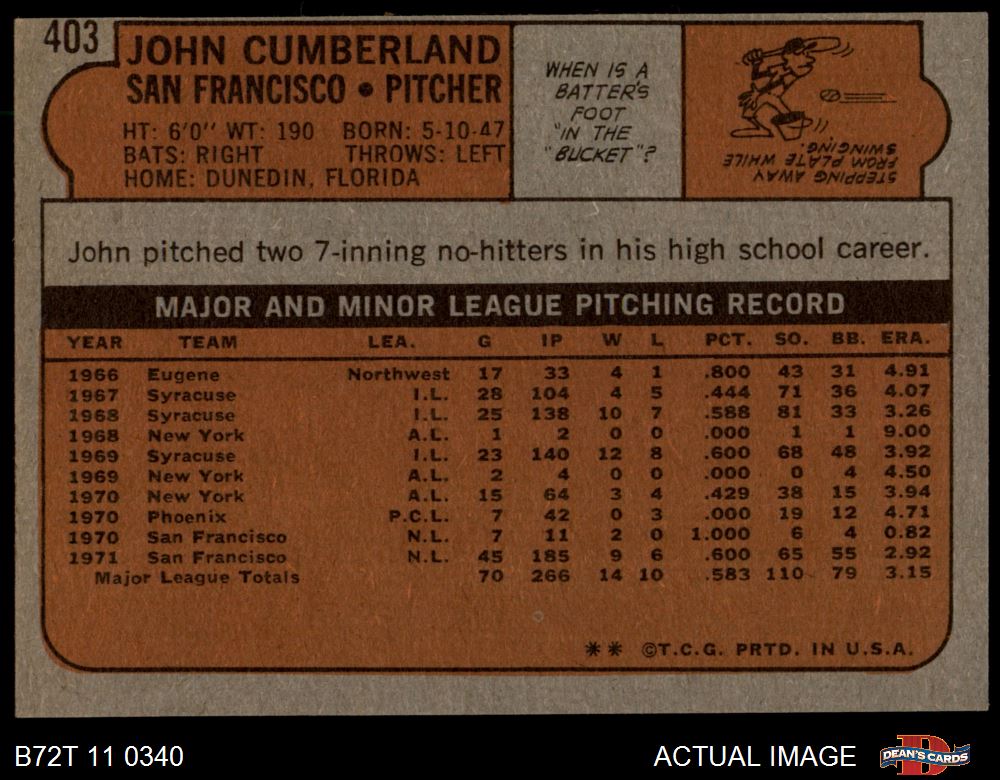 403
JOHN CUMBERLAND
SAN FRANCISCO • PITCHER
HT: 6'0" WT: 190 BORN: 5-10-47
BATS: RIGHT THROWS: LEFT
HOME: DUNEDIN, FLORIDA
WHEN IS A
BATTER'S
FOOT
"IN THE
"BUCKET"?
STEPPING AWAY
FROM PLATE WHILE
SWINGING.
John pitched two 7-inning no-hitters in his high school career.
MAJOR AND MINOR LEAGUE PITCHING RECORD
YEAR TEAM LEA. G IP W L PCT. SO. BB. ERA.
1966 Eugene Northwest 17 33 4 1 .800 43 31 4.91
1967 Syracuse I.L. 28 104 4 5 .444 71 36 4.07
1968 Syracuse I.L. 25 138 10 7 .588 81 33 3.26
1968 New York A.L. 1 2 0 0 .000 1 1 9.00
1969 Syracuse I.L. 23 140 12 8 .600 68 48 3.92
1969 New York A.L. 2 4 0 0 .000 0 4 4.50
1970 New York A.L. 15 64 3 4 .429 38 15 3.94
1970 Phoenix P.C.L. 7 42 0 3 .000 19 12 4.71
1970 San Francisco N.L. 7 11 2 0 1.000 6 4 0.82
1971 San Francisco N.L. 45 185 9 6 .600 65 55 2.92
Major League Totals 70 266 14 10 .583 110 79 3.15
** ©T.C.G. PRTD. IN U.S.A.
B72T 11 0340
ACTUAL IMAGE
DEAN'S CARDS